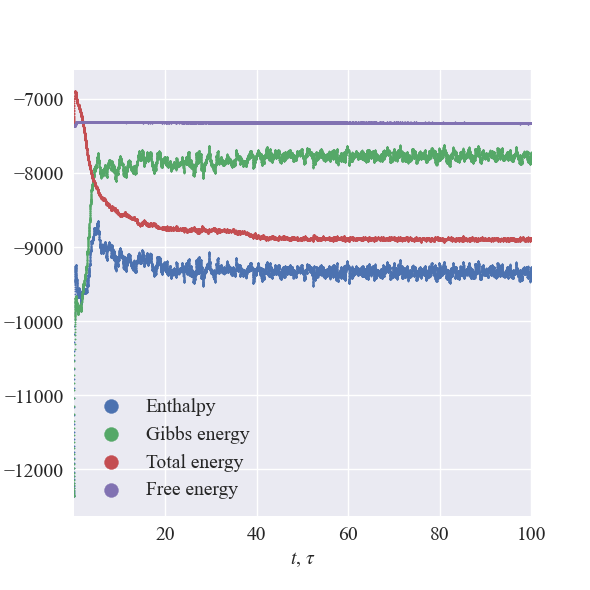 −7000
−8000
−9000
−10000
−11000
−12000
Enthalpy
Gibbs energy
Total energy
Free energy
20 40 60 80 100
t, τ